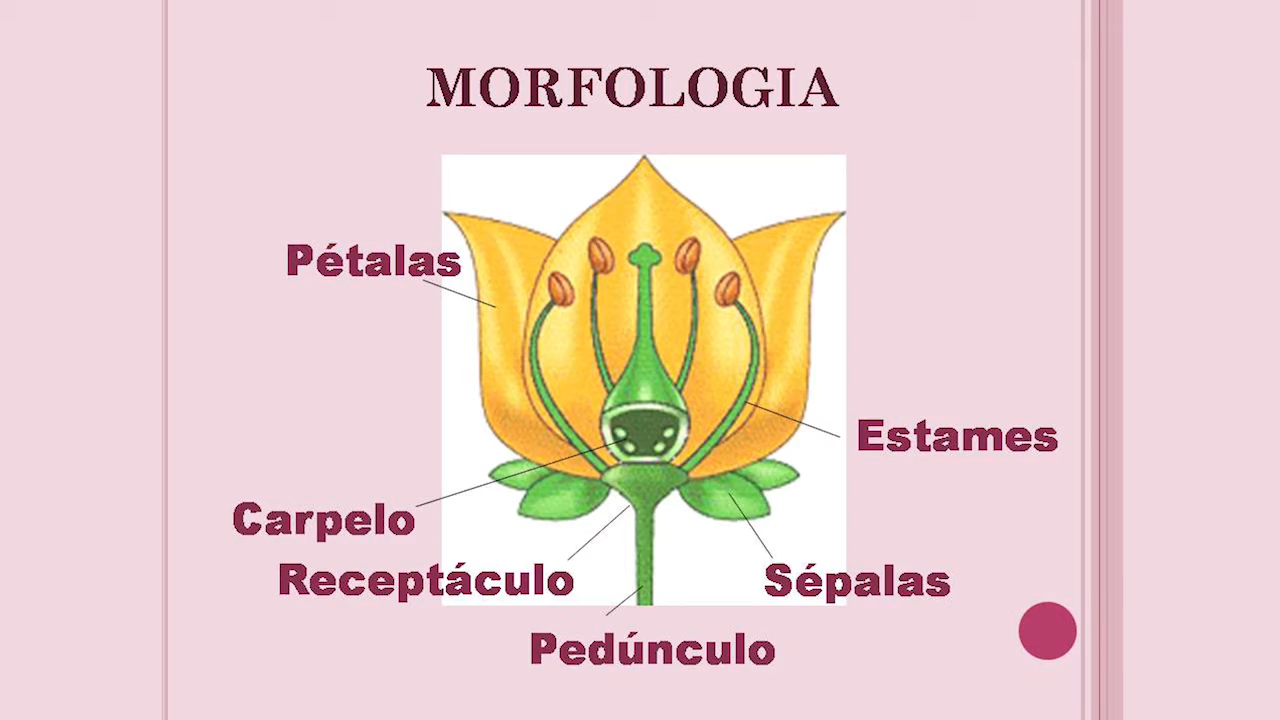 MORFOLOGIA
Pétalas
Estames
Carpelo
Receptáculo
Sépalas
Pedúnculo